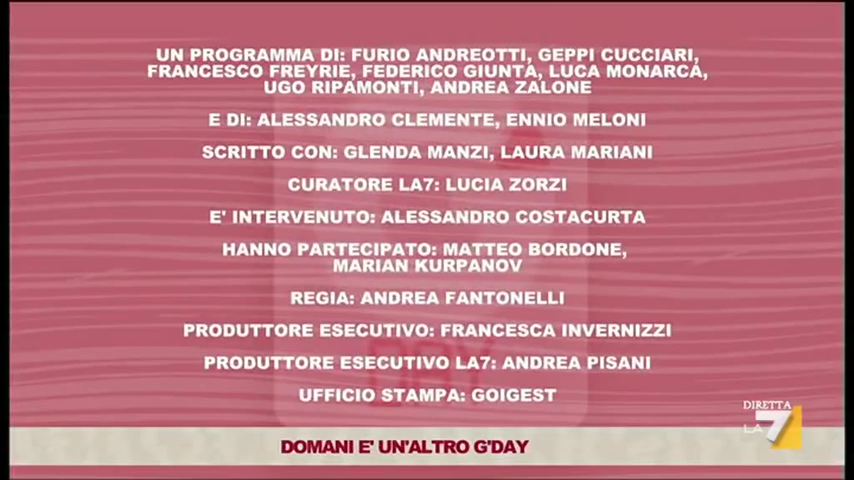 UN PROGRAMMA DI: FURIO ANDREOTTI, GEPPI CUCCIARI,
FRANCESCO FREYRIE, FEDERICO GIUNTA, LUCA MONARCA,
UGO RIPAMONTI, ANDREA ZALONE
E DI: ALESSANDRO CLEMENTE, ENNIO MELONI
SCRITTO CON: GLENDA MANZI, LAURA MARIANI
CURATORE LA7: LUCIA ZORZI
E' INTERVENUTO: ALESSANDRO COSTACURTA
HANNO PARTECIPATO: MATTEO BORDONE,
MARIAN KURPANOV
REGIA: ANDREA FANTONELLI
PRODUTTORE ESECUTIVO: FRANCESCA INVERNIZZI
PRODUTTORE ESECUTIVO LA7: ANDREA PISANI
DAY
UFFICIO STAMPA: GOIGEST
DIRETTA
LA7
DOMANI E' UN'ALTRO G'DAY